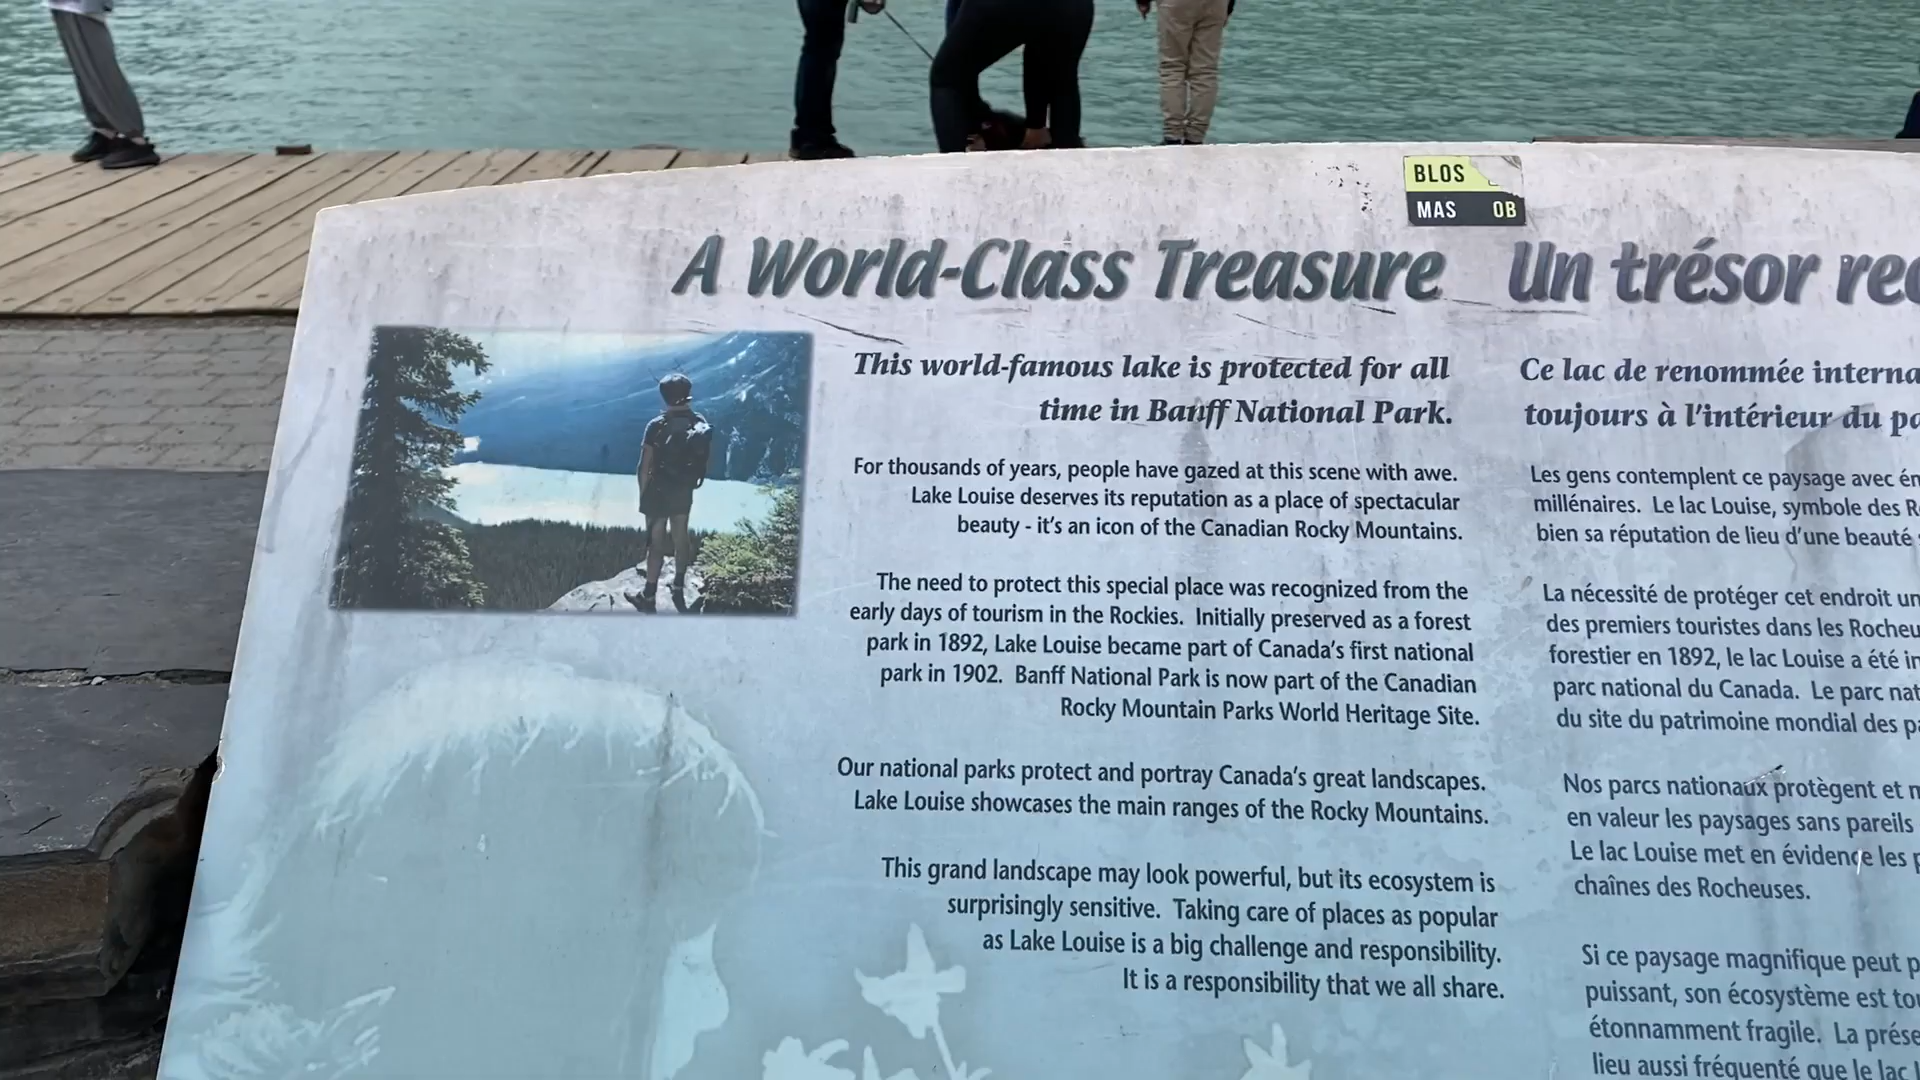 BLOS
MAS OB
A World-Class Treasure
This world-famous lake is protected for all
time in Banff National Park.
For thousands of years, people have gazed at this scene with awe.
Lake Louise deserves its reputation as a place of spectacular
beauty - it's an icon of the Canadian Rocky Mountains.
The need to protect this special place was recognized from the
early days of tourism in the Rockies. Initially preserved as a forest
park in 1892, Lake Louise became part of Canada's first national
park in 1902. Banff National Park is now part of the Canadian
Rocky Mountain Parks World Heritage Site.
Our national parks protect and portray Canada's great landscapes.
Lake Louise showcases the main ranges of the Rocky Mountains.
This grand landscape may look powerful, but its ecosystem is
surprisingly sensitive. Taking care of places as popular
as Lake Louise is a big challenge and responsibility.
It is a responsibility that we all share.
Un trésor
Ce lac de renommée
toujours à l'intérieur du
Les gens contemplent ce paysage avec
millénaires. Le lac Louise, symbole des
bien sa réputation de lieu d'une beauté
La nécessité de protéger cet endroit
des premiers touristes dans les
forestier en 1892, le lac Louise a été
parc national du Canada. Le parc
du site du patrimoine mondial des
Nos parcs nationaux protègent et
en valeur les paysages sans pareils
Le lac Louise met en évidence les
chaînes des Rocheuses.
Si ce paysage magnifique peut
puissant, son écosystème est
étonnamment fragile. La
lieu aussi fréquenté que le lac